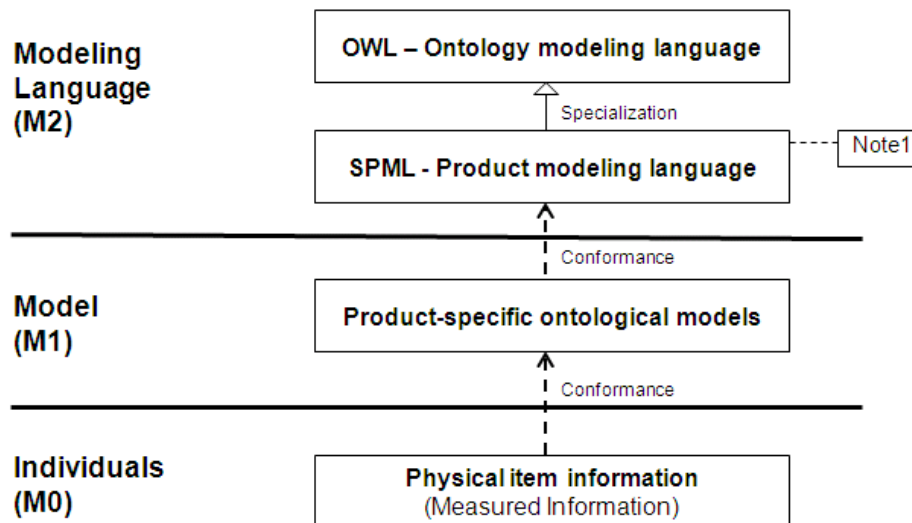 Modeling
Language
(M2)
OWL – Ontology modeling language
Specialization
SPML - Product modeling language
Note1
Conformance
Model
(M1)
Product-specific ontological models
Conformance
Individuals
(M0)
Physical item information
(Measured Information)